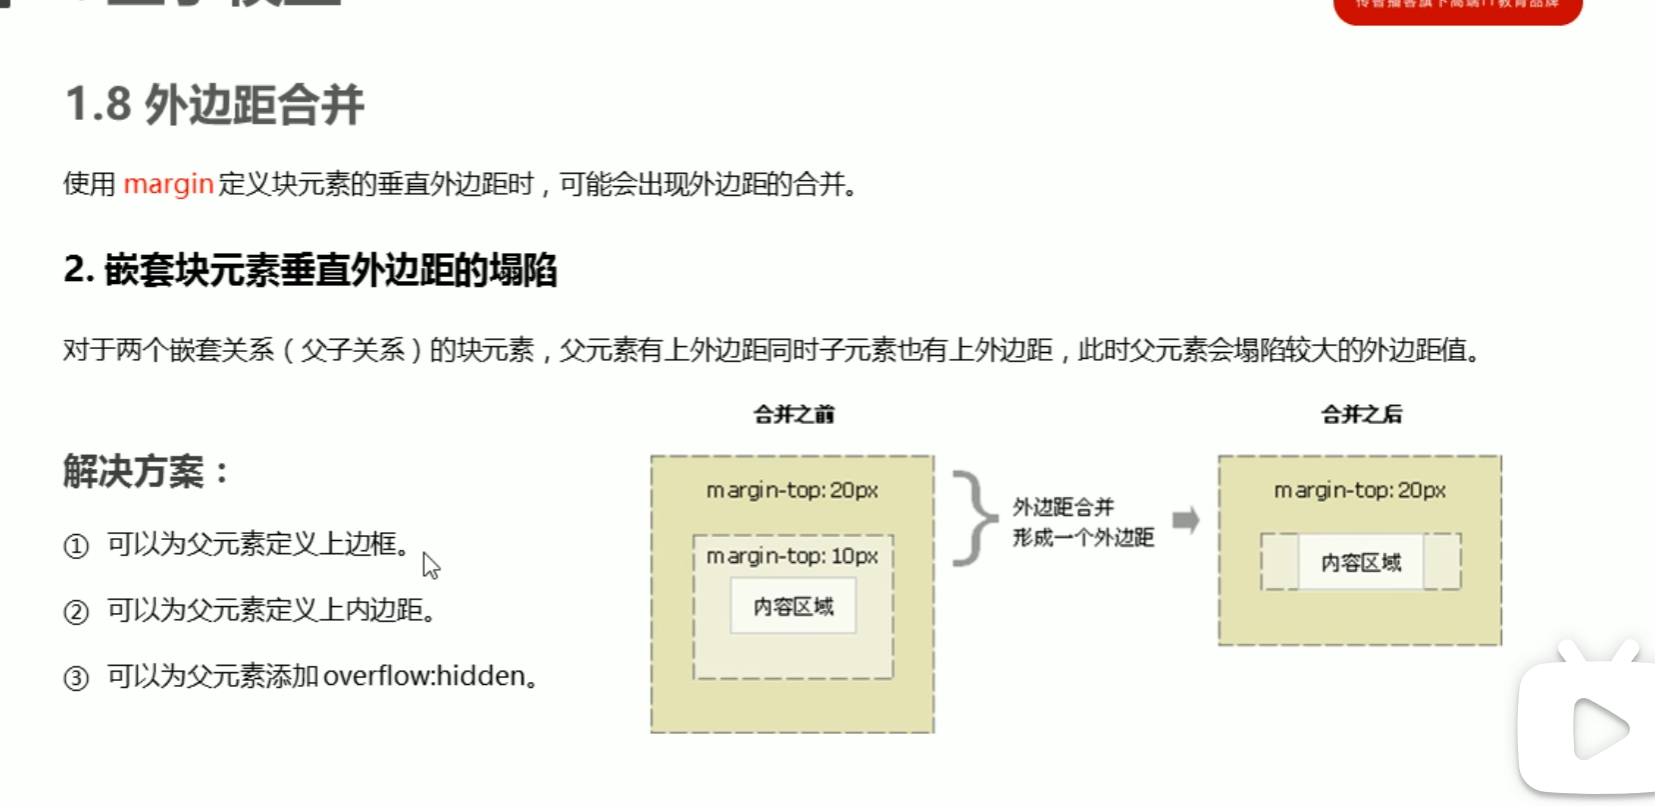 1.8 外边距合并
使用 margin 定义块元素的垂直外边距时，可能会出现外边距的合并。
2. 嵌套块元素垂直外边距的塌陷
对于两个嵌套关系（父子关系）的块元素，父元素有上外边距同时子元素也有上外边距，此时父元素会塌陷较大的外边距值。
合并之前
合并之后
解决方案：
① 可以为父元素定义上边框。
② 可以为父元素定义上内边距。
③ 可以为父元素添加overflow:hidden。
margin-top: 20px
margin-top: 10px
内容区域
外边距合并
形成一个外边距
margin-top: 20px
内容区域